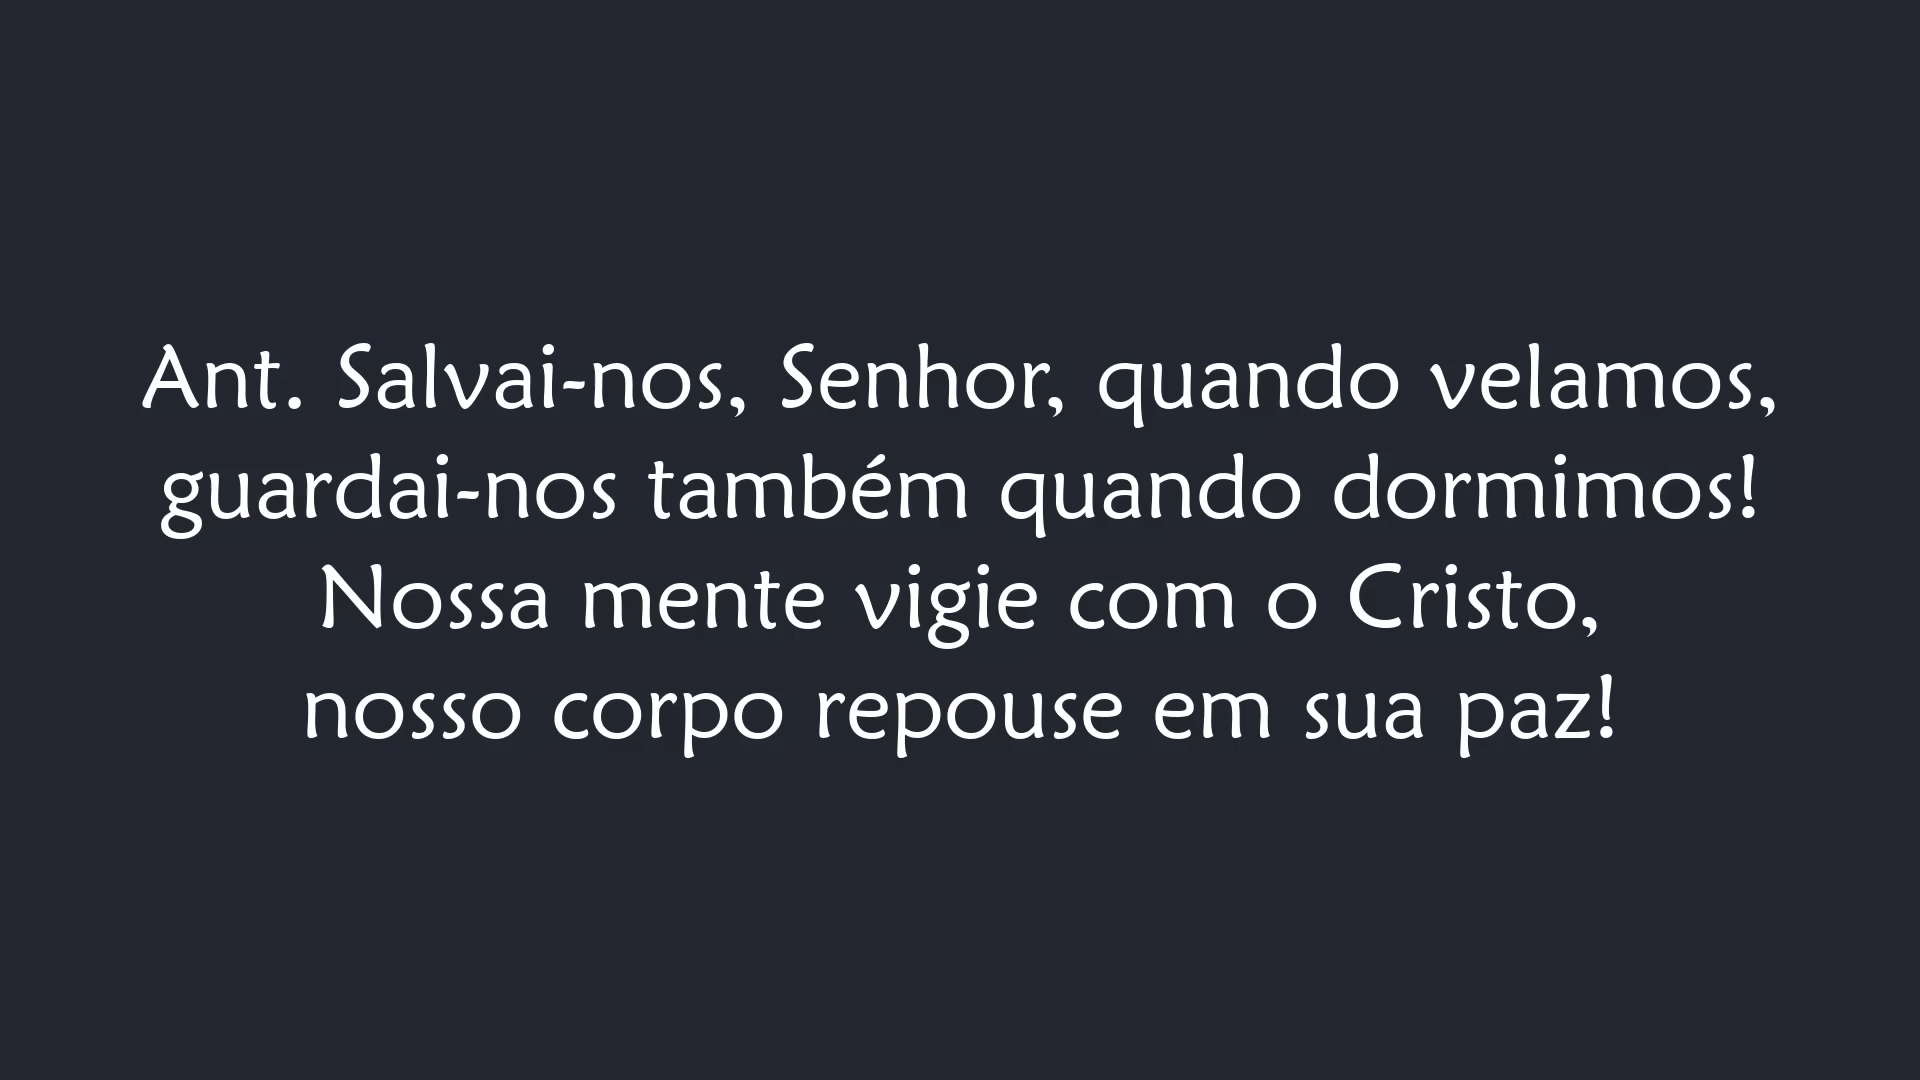 Ant. Salvai-nos, Senhor, quando velamos,
guardai-nos também quando dormimos!
Nossa mente vigie com o Cristo,
nosso corpo repouse em sua paz!